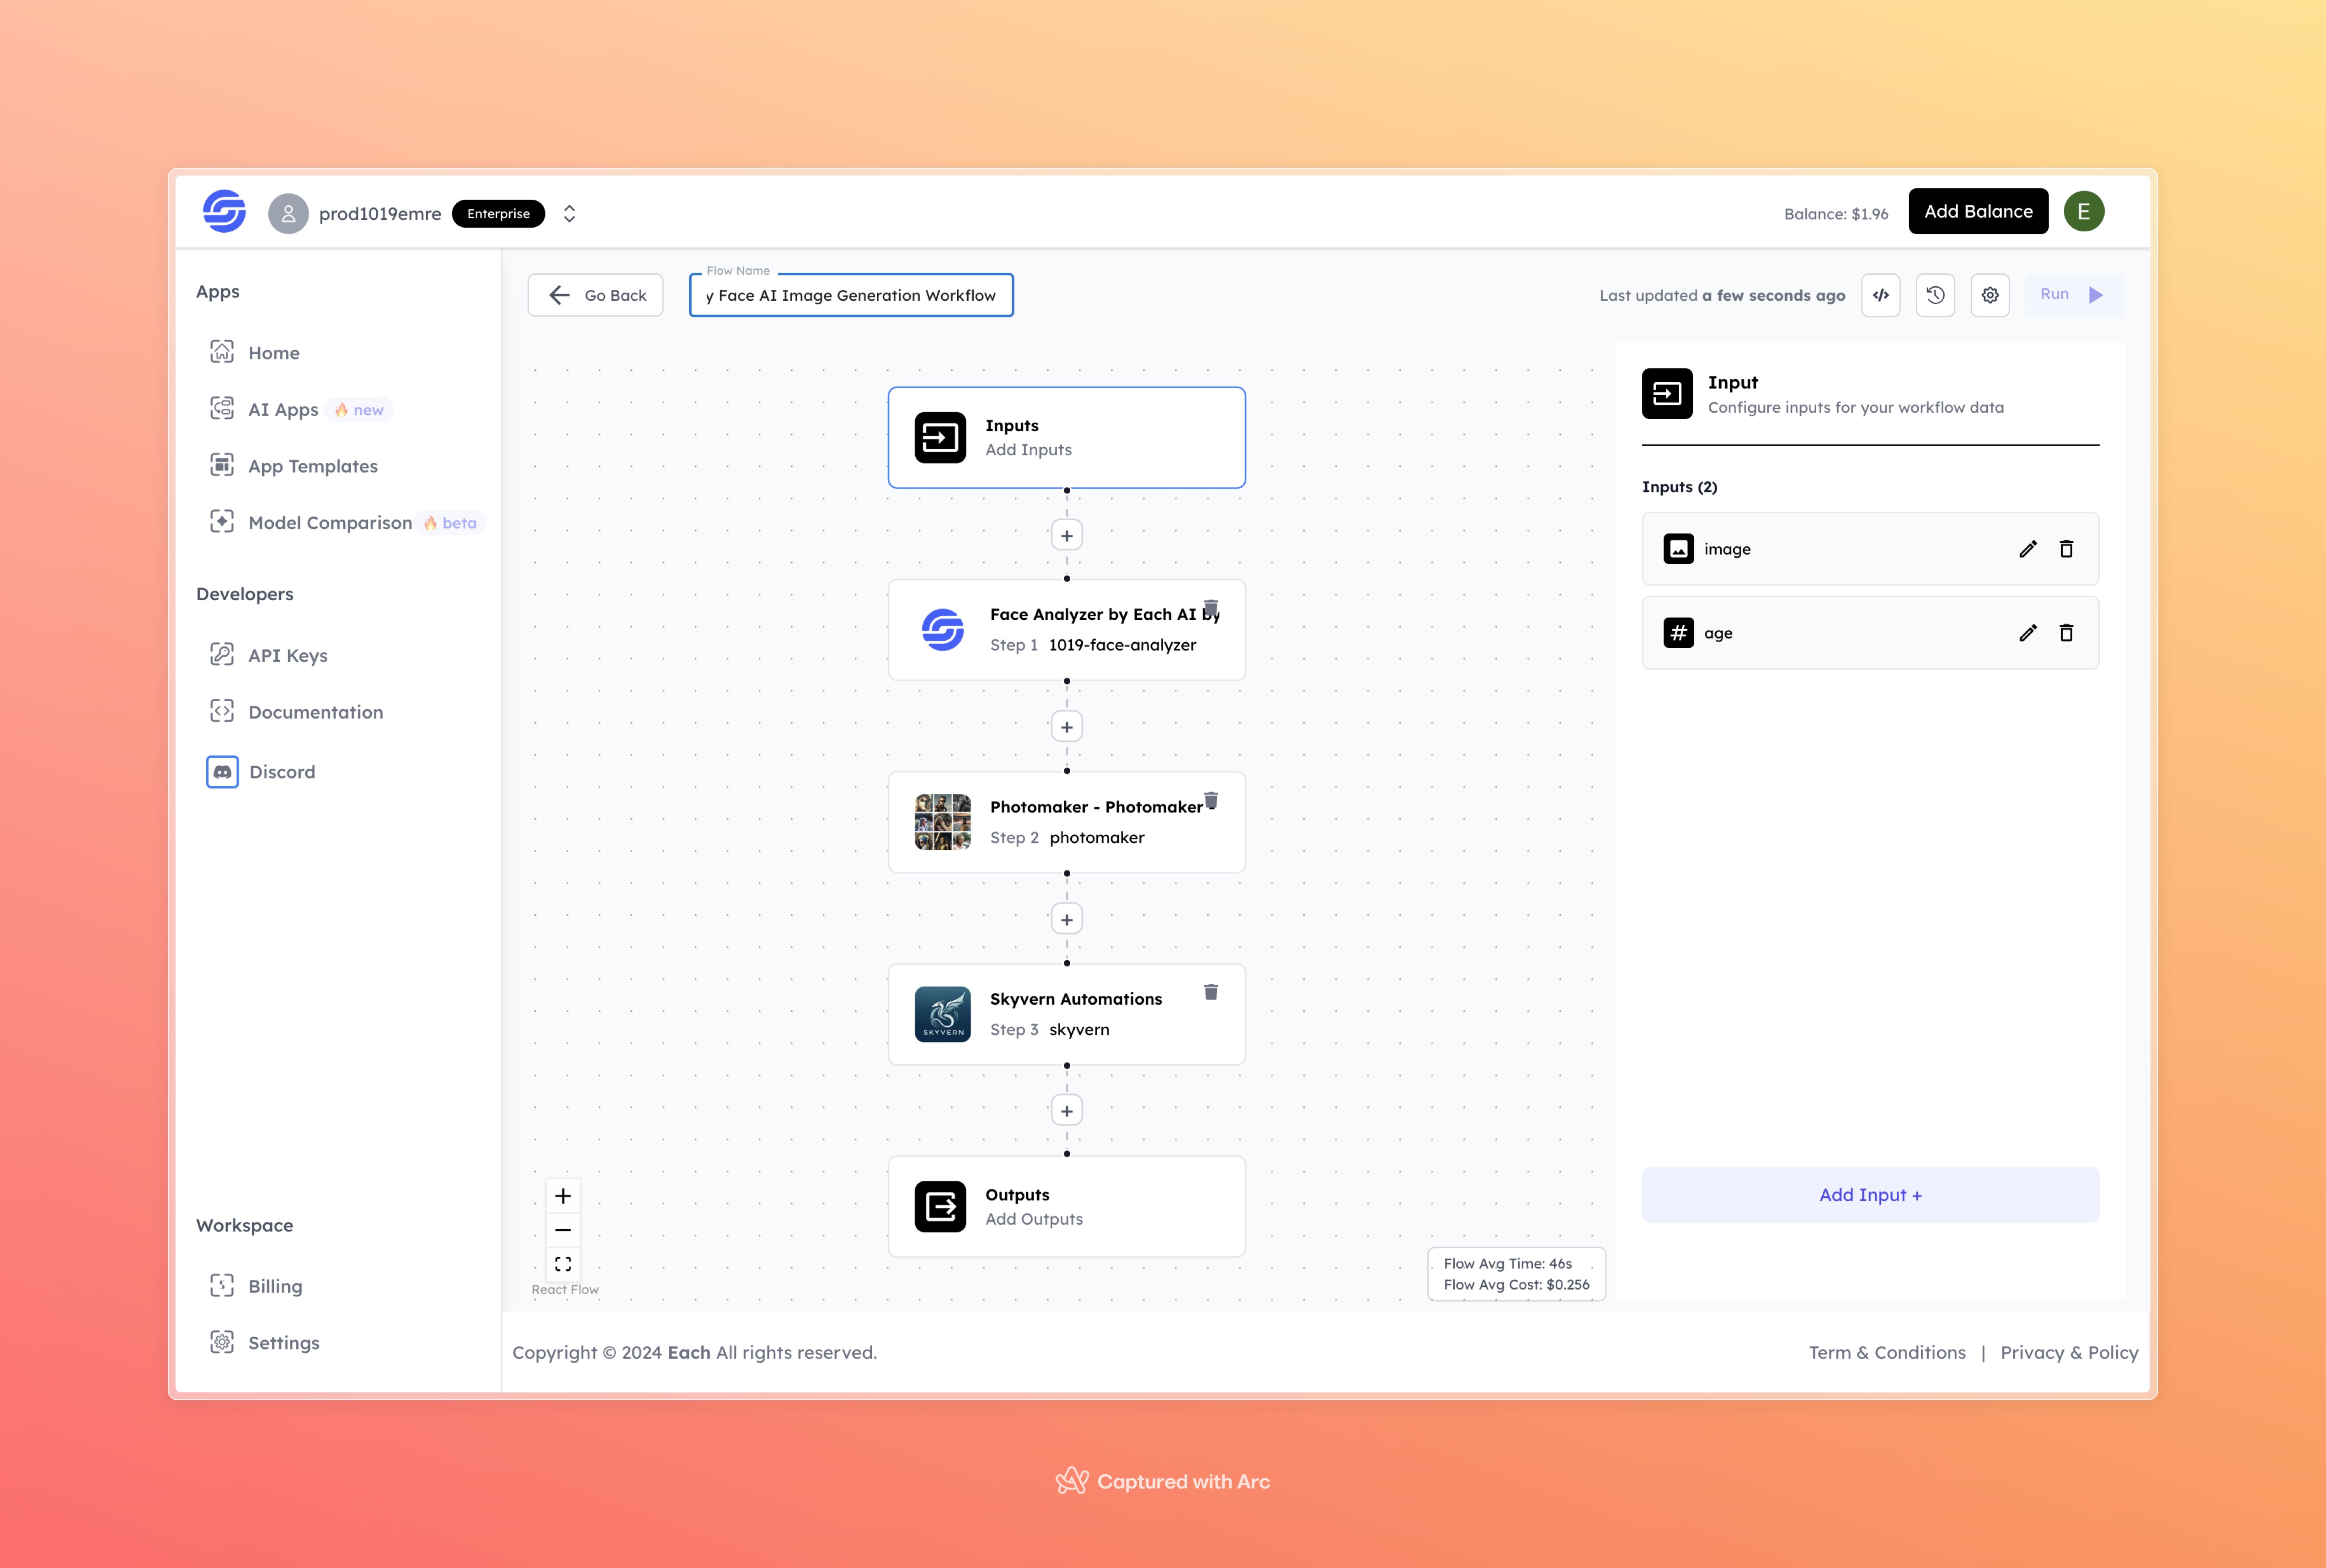 prod1019emre Enterprise
Balance: $1.96 Add Balance E
Apps
Home
AI Apps 🔥 new
App Templates
Model Comparison 🔥 beta
Developers
API Keys
Documentation
Discord
Workspace
Billing
Settings
Go Back
Flow Name
y Face AI Image Generation Workflow
Last updated a few seconds ago
Run
Inputs
Add Inputs
Face Analyzer by Each AI by
Step 1 1019-face-analyzer
Photomaker - Photomaker
Step 2 photomaker
SKYVERN
Skyvern Automations
Step 3 skyvern
Outputs
Add Outputs
React Flow
Flow Avg Time: 46s
Flow Avg Cost: $0.256
Input
Configure inputs for your workflow data
Inputs (2)
image
# age
Add Input +
Copyright © 2024 Each All rights reserved.
Term & Conditions | Privacy & Policy
Captured with Arc